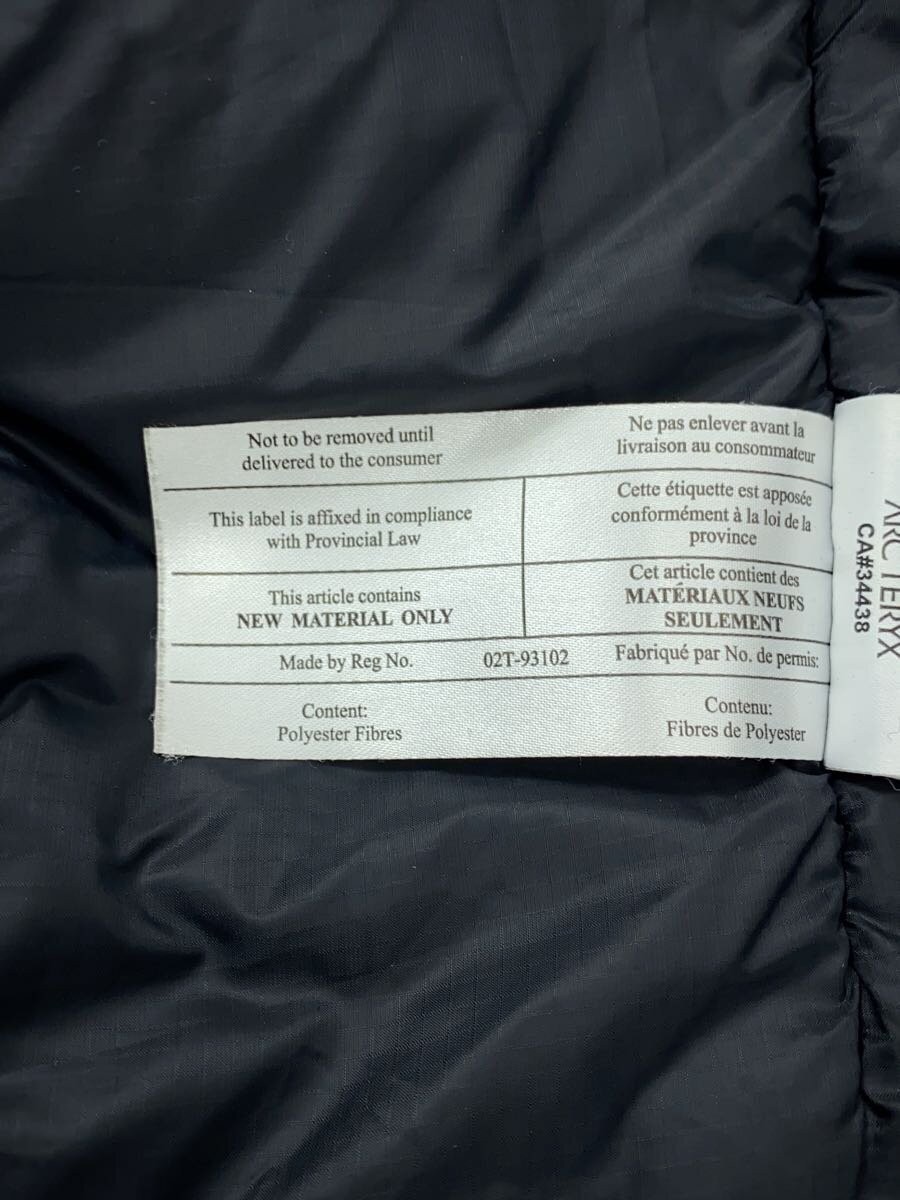 Not to be removed until
delivered to the consumer
Ne pas enlever avant la
livraison au consommateur
This label is affixed in compliance
with Provincial Law
Cette étiquette est apposée
conformément à la loi de la
province
This article contains
NEW MATERIAL ONLY
Cet article contient des
MATÉRIAUX NEUFS
SEULEMENT
Made by Reg No. 02T-93102 Fabriqué par No. de permis:
Content:
Polyester Fibres
Contenu:
Fibres de Polyester
ARC'TERYX
CA#34438